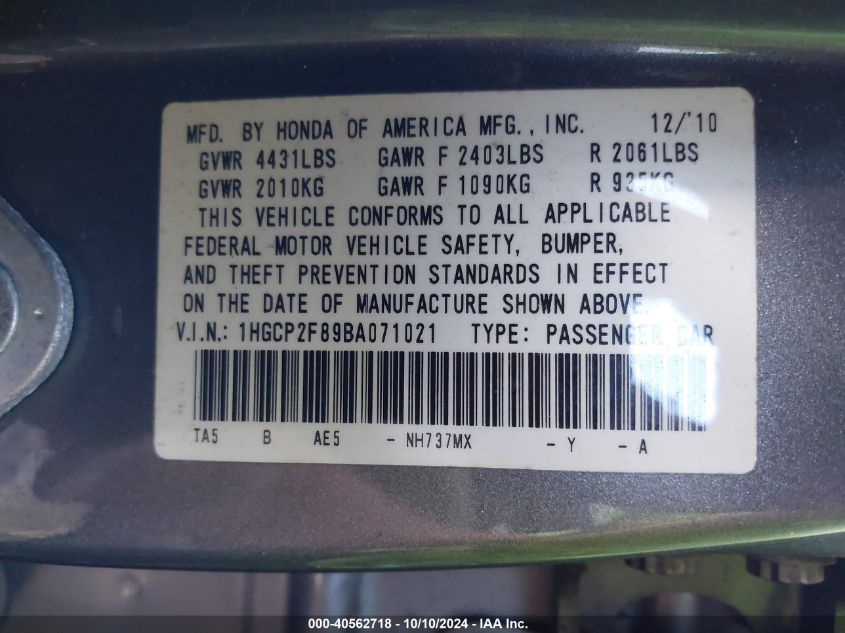 MFD. BY HONDA OF AMERICA MFG., INC. 12/'10
GVWR 4431LBS GAWR F 2403LBS R 2061LBS
GVWR 2010KG GAWR F 1090KG R 935KG
THIS VEHICLE CONFORMS TO ALL APPLICABLE
FEDERAL MOTOR VEHICLE SAFETY, BUMPER,
AND THEFT PREVENTION STANDARDS IN EFFECT
ON THE DATE OF MANUFACTURE SHOWN ABOVE.
V.I.N.: 1HGCP2F89BA071021 TYPE: PASSENGER CAR
TA5 B AE5 - NH737MX - Y - A
000-40562718 - 10/10/2024 - © IAA Inc.